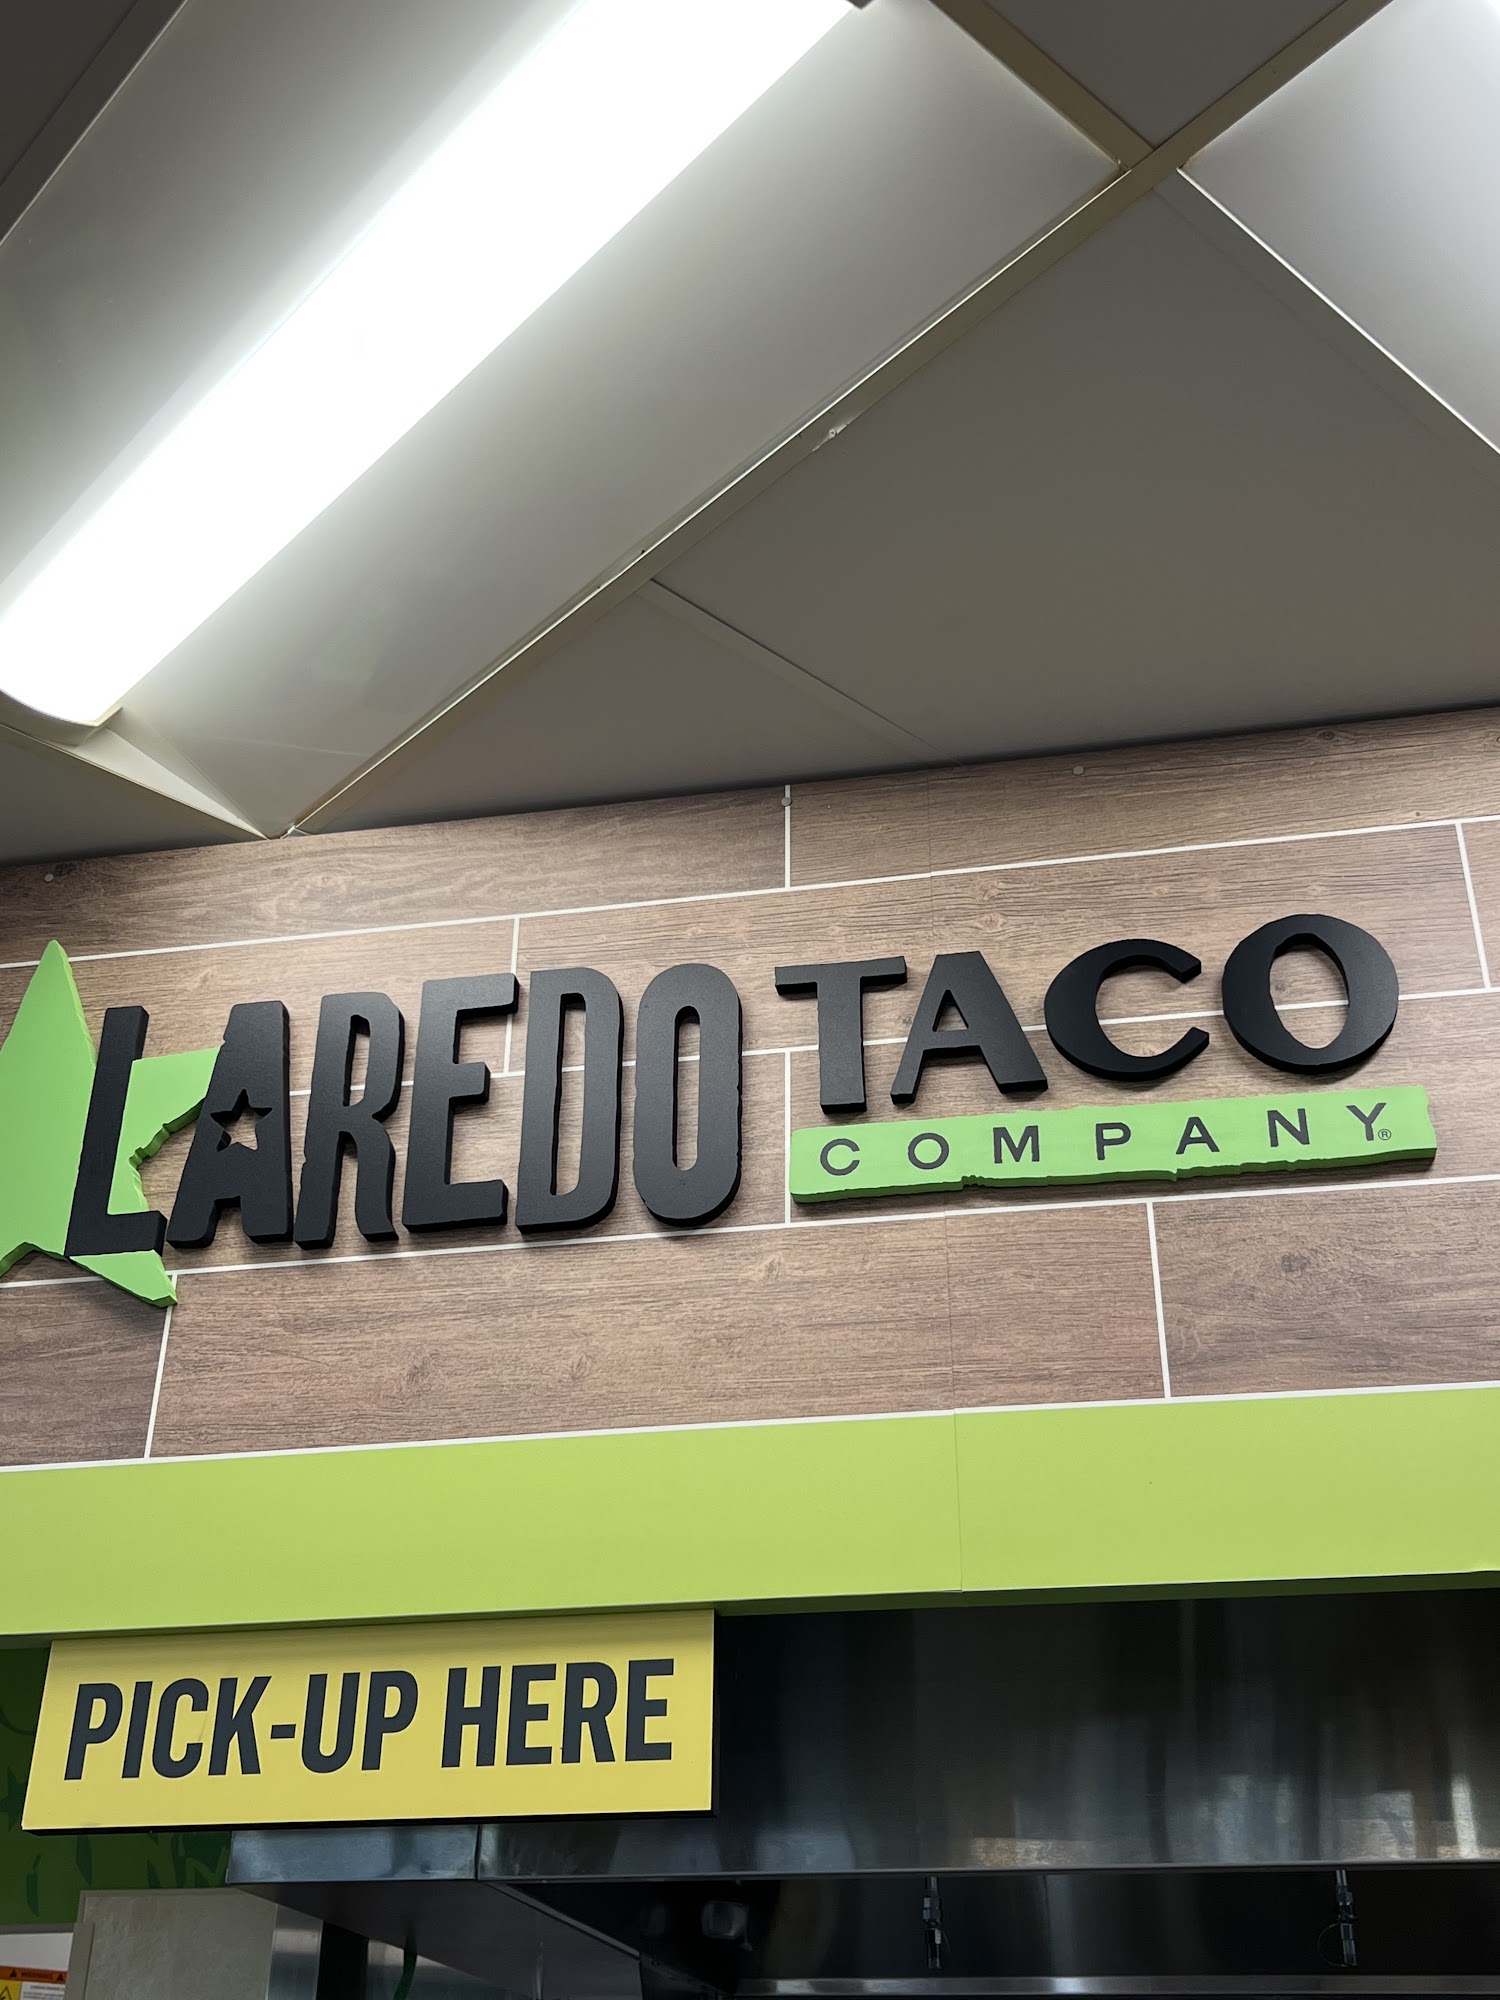 LAREDO TACO
COMPANY®
PICK-UP HERE